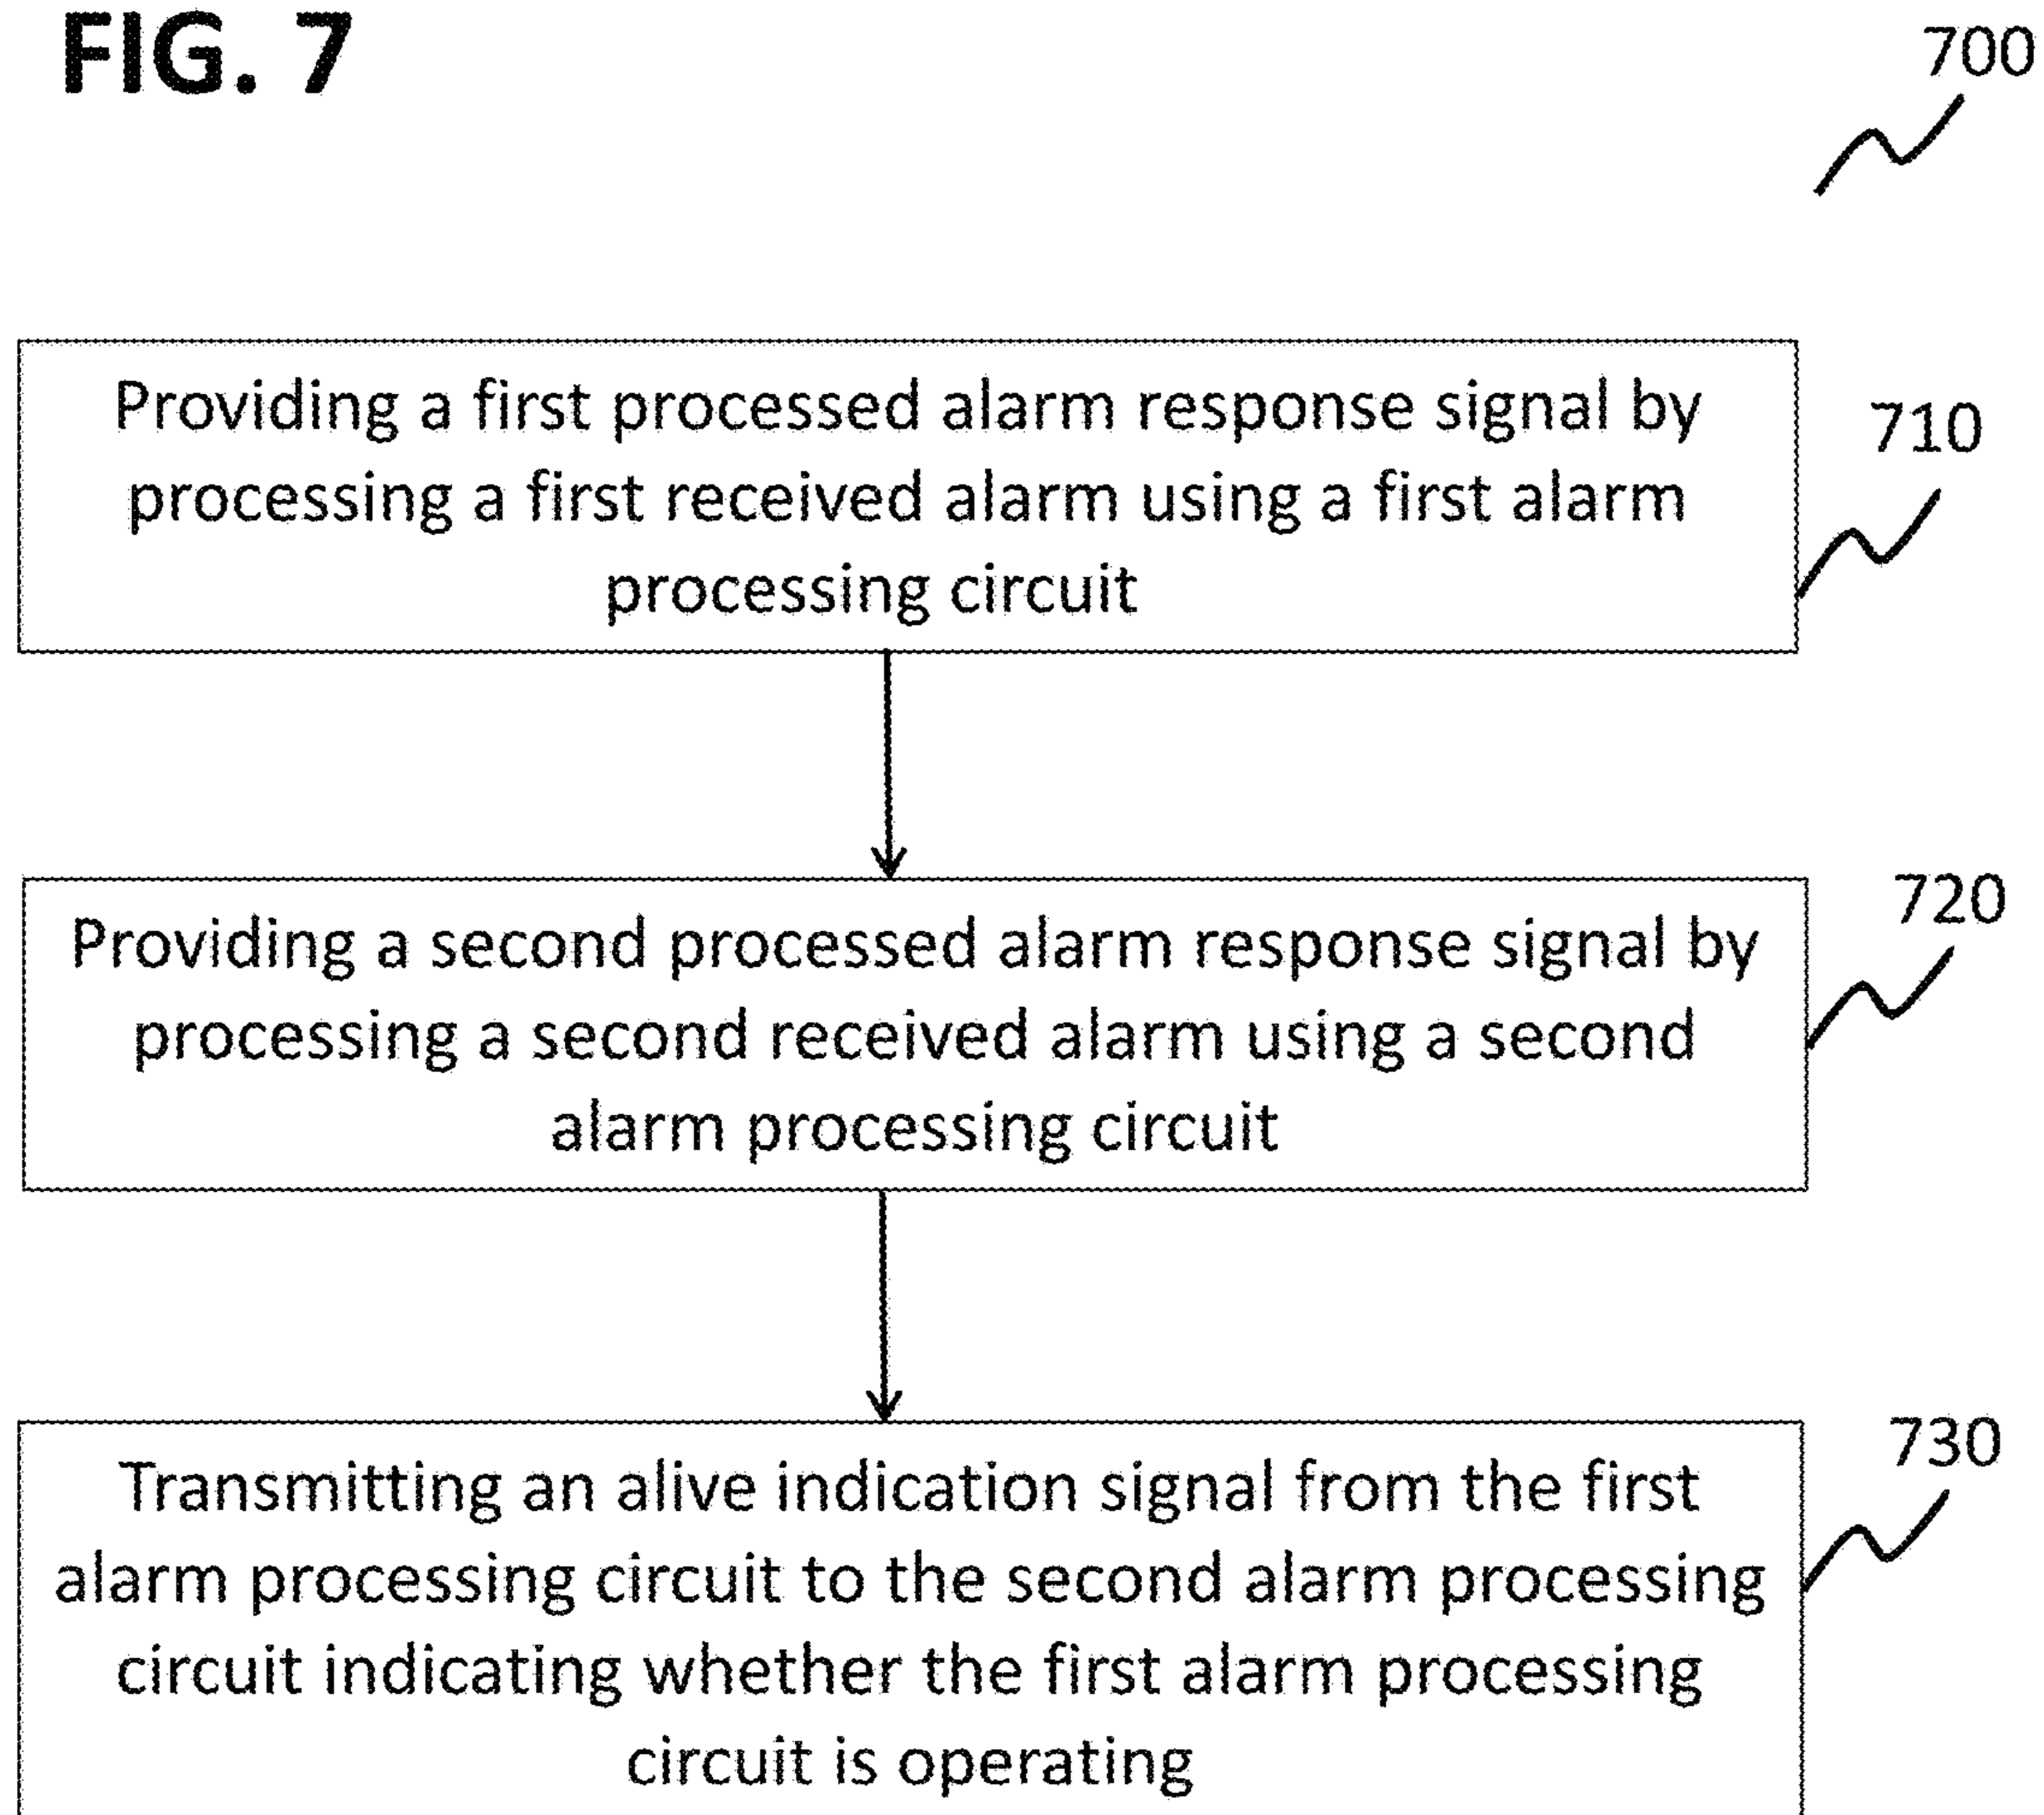 FIG. 7
700
Providing a first processed alarm response signal by
processing a first received alarm using a first alarm
processing circuit
710
Providing a second processed alarm response signal by
processing a second received alarm using a second
alarm processing circuit
720
Transmitting an alive indication signal from the first
alarm processing circuit to the second alarm processing
circuit indicating whether the first alarm processing
circuit is operating
730